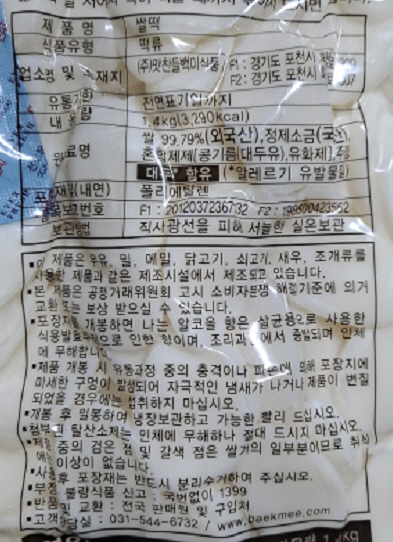 제품명 쌀떡
식품유형 떡류
업소명 및 소재지 (주)맛찬들백미식품 F1 : 경기도 포천시
F2 : 경기도 포천시
유통기한 전면표기일까지
내용량 1.4kg(3,290kcal)
원료명 쌀 99.79%(외국산), 정제소금(국산),
혼합제제[콩기름(대두유),유화제],주정
대두* 함유 (*알레르기 유발물질)
포장재질(내면) 폴리에틸렌
품목보고번호 F1 : 20120372367132 F2 : 199500423552
보관방법 직사광선을 피해 서늘한 실온보관
▪이 제품은 우유, 밀, 메밀, 닭고기, 쇠고기, 새우, 조개류를
사용한 제품과 같은 제조시설에서 제조되고 있습니다.
▪본 제품은 공정거래위원회 고시 소비자분쟁 해결기준에 의거
교환 또는 보상 받으실 수 있습니다.
▪포장재 개봉하면 나는 알코올 향은 살균용으로 사용한
식용발효주정으로 인한 향이며, 조리과정에서 증발되며 인체
에 무해합니다.
▪제품 개봉 시 유통과정 중의 충격이나 파손에 의해 포장지에
미세한 구멍이 발생되어 자극적인 냄새가 나거나 제품이 변질
되었을 경우에는 섭취하지 마십시오.
▪개봉 후 밀봉하여 냉장보관하고 가능한 빨리 드십시오.
▪첨부된 탈산소제는 인체에 무해하나 절대 드시지 마십시오.
▪제품 중의 검은 점 및 갈색 점은 쌀겨의 일부분이므로 취식
에 이상이 없습니다.
▪사용 후 포장재는 반드시 분리수거하여 주십시오.
▪부정 불량식품 신고 : 국번없이 1399
▪반품 및 교환 : 전국 판매원 및 구입처
▪고객상담실 : 031-544-6732 / www.baekmee.com